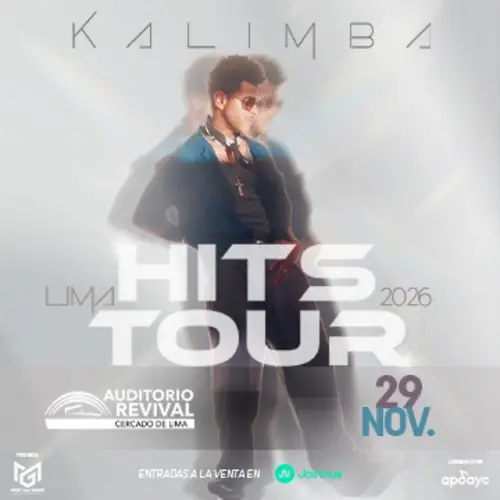 KALIMBA
LIMA
HITS
TOUR
2026
AUDITORIO
REVIVAL
CERCADO DE LIMA
29
NOV.
ENTRADAS A LA VENTA EN
Joinnus
apdayc